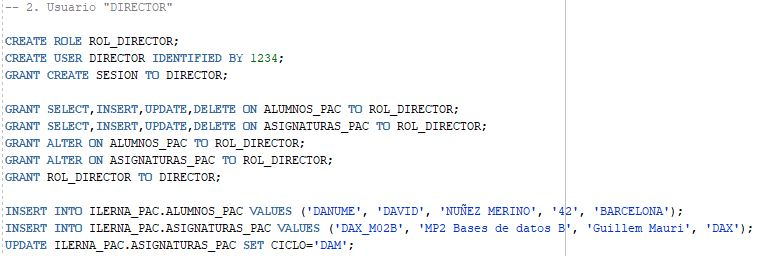 -- 2. Usuario "DIRECTOR"
CREATE ROLE ROL_DIRECTOR;
CREATE USER DIRECTOR IDENTIFIED BY 1234;
GRANT CREATE SESION TO DIRECTOR;
GRANT SELECT,INSERT,UPDATE,DELETE ON ALUMNOS_PAC TO ROL_DIRECTOR;
GRANT SELECT,INSERT,UPDATE,DELETE ON ASIGNATURAS_PAC TO ROL_DIRECTOR;
GRANT ALTER ON ALUMNOS_PAC TO ROL_DIRECTOR;
GRANT ALTER ON ASIGNATURAS_PAC TO ROL_DIRECTOR;
GRANT ROL_DIRECTOR TO DIRECTOR;
INSERT INTO ILERNA_PAC.ALUMNOS_PAC VALUES ('DANUME', 'DAVID', 'NUÑEZ MERINO', '42', 'BARCELONA');
INSERT INTO ILERNA_PAC.ASIGNATURAS_PAC VALUES ('DAX_M02B', 'MP2 Bases de datos B', 'Guillem Mauri', 'DAX');
UPDATE ILERNA_PAC.ASIGNATURAS_PAC SET CICLO='DAM';